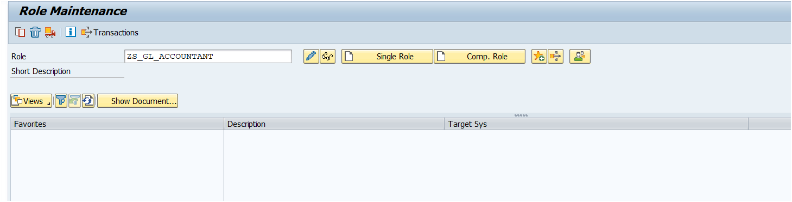 Role Maintenance
Transactions
Role ZS_GL_ACCOUNTANT Single Role Comp. Role
Short Description
Views Show Document...
Favorites Description Target Sys